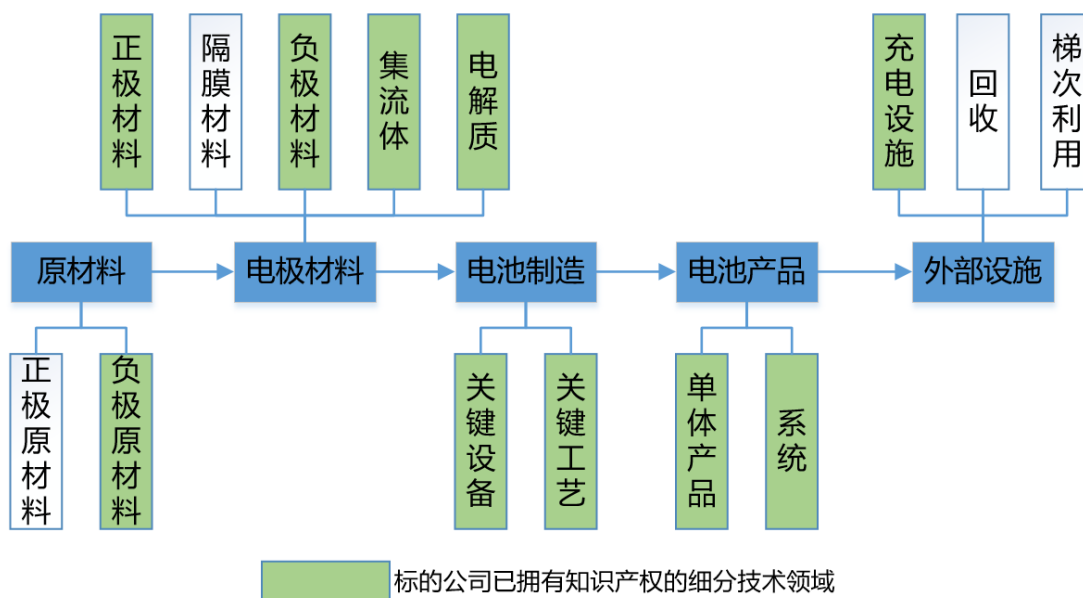 正极材料
隔膜材料
负极材料
集流体
电解质
充电设施
回收
梯次利用
原材料
电极材料
电池制造
电池产品
外部设施
正极原材料
负极原材料
关键设备
关键工艺
单体产品
系统
标的公司已拥有知识产权的细分技术领域